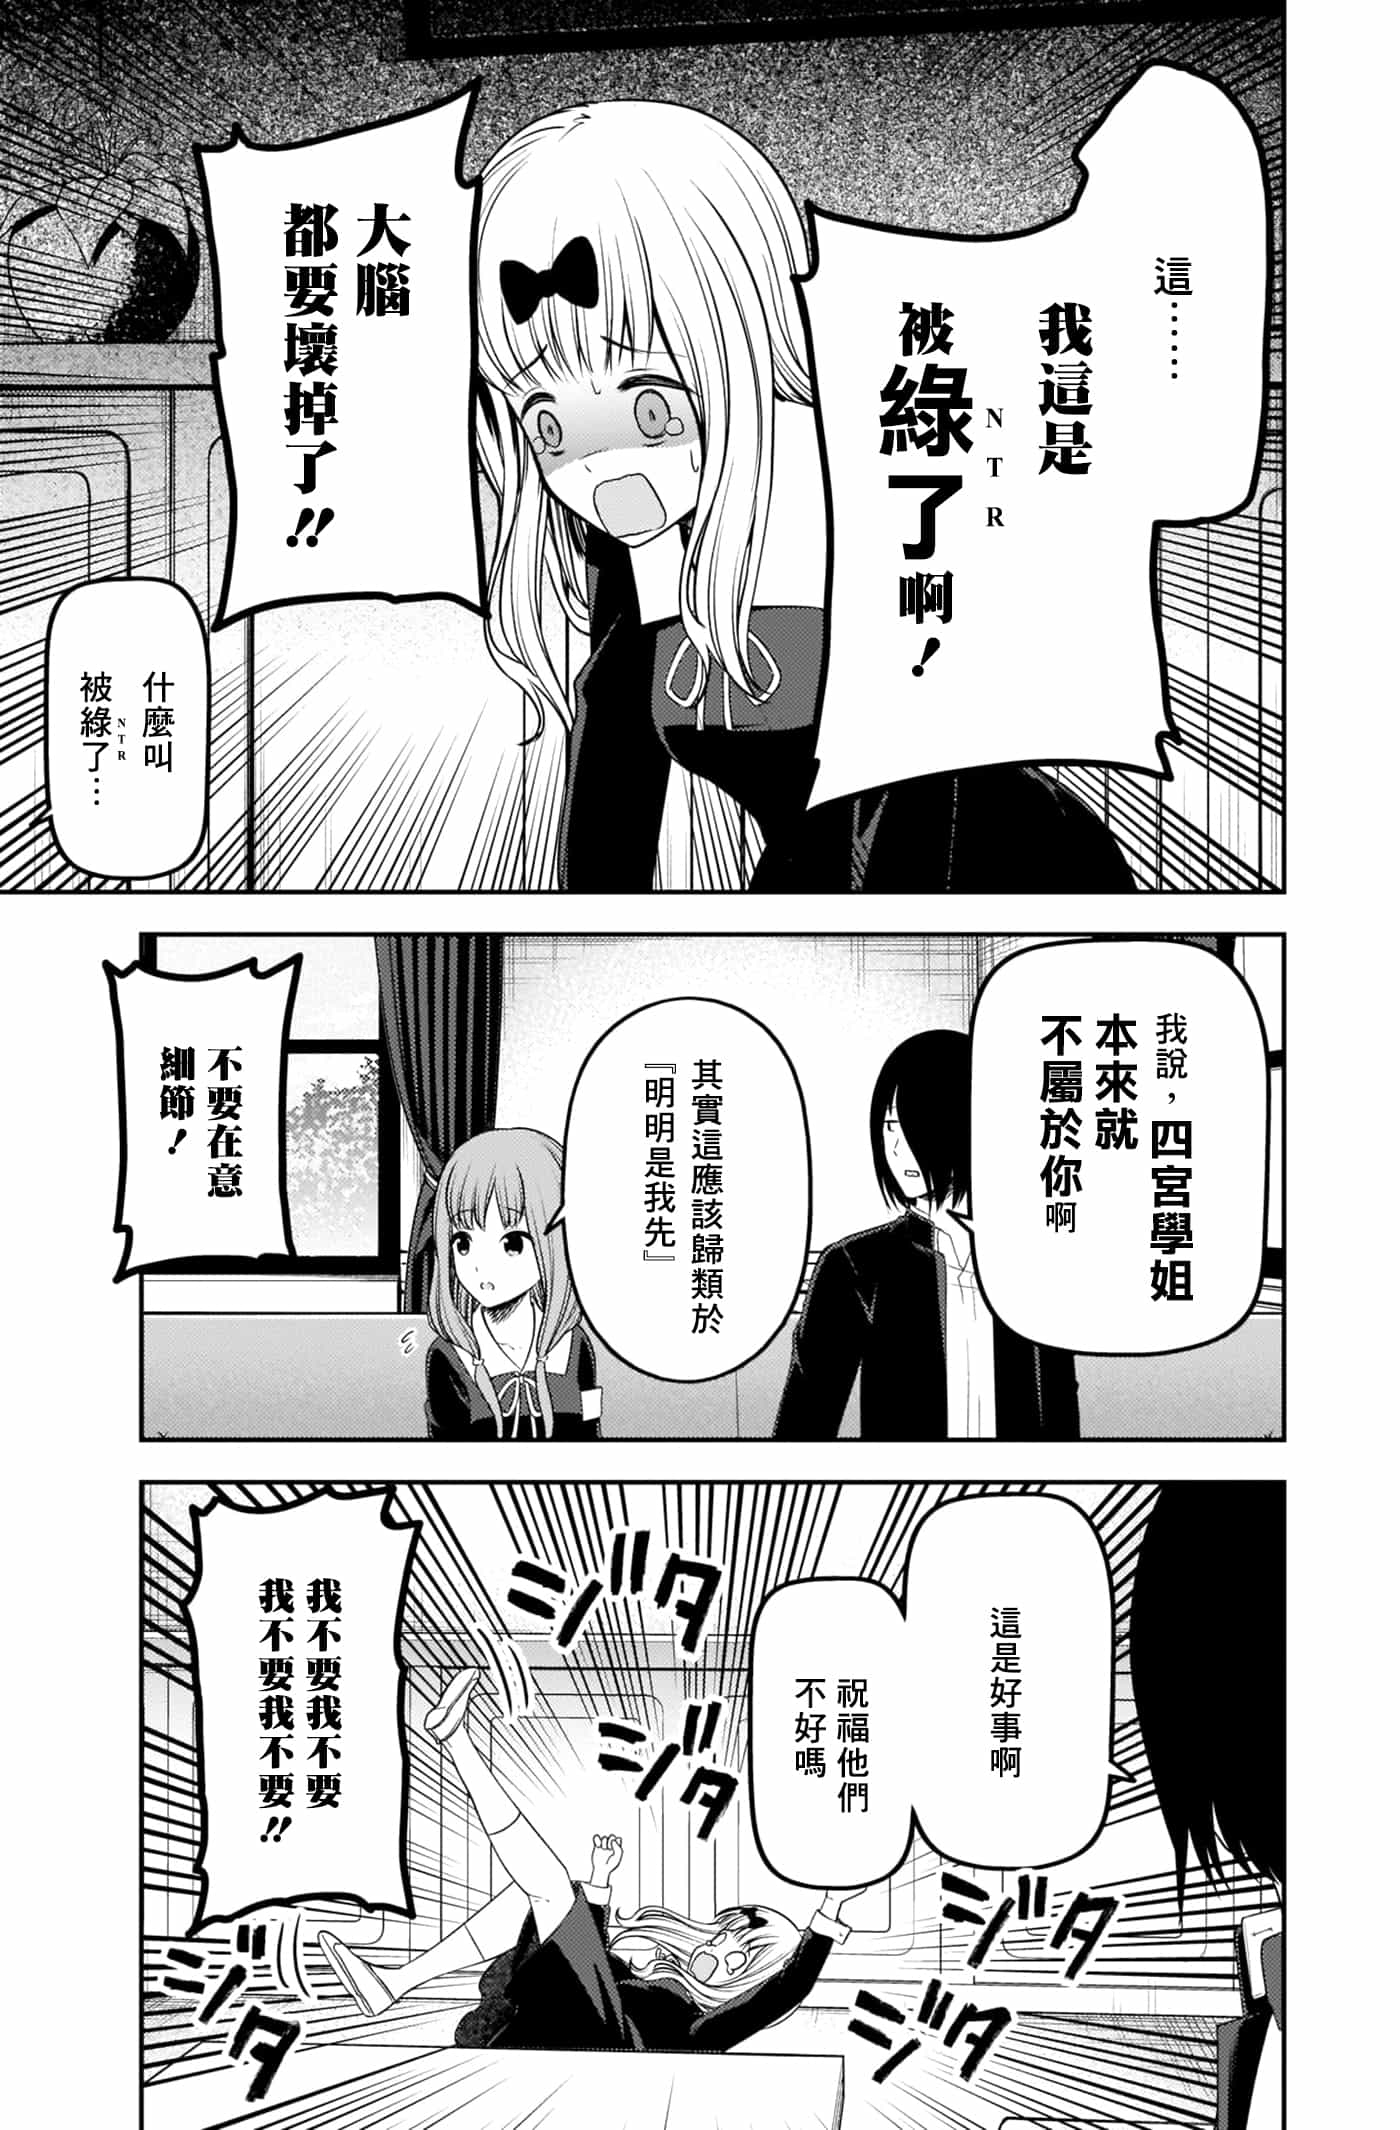 這……
我這是
被綠了啊！
NTR
大腦
都要壞掉了!!
什麼叫
被綠了…
NTR
我說，四宮學姐
本來就
不屬於你啊
其實這應該歸類於
『明明是我先』
不要在意
細節！
這是好事啊
祝福他們
不好嗎
ジタ
ジタ
我不要我不要
我不要我不要!!
ジタ
ジタ
ジタ